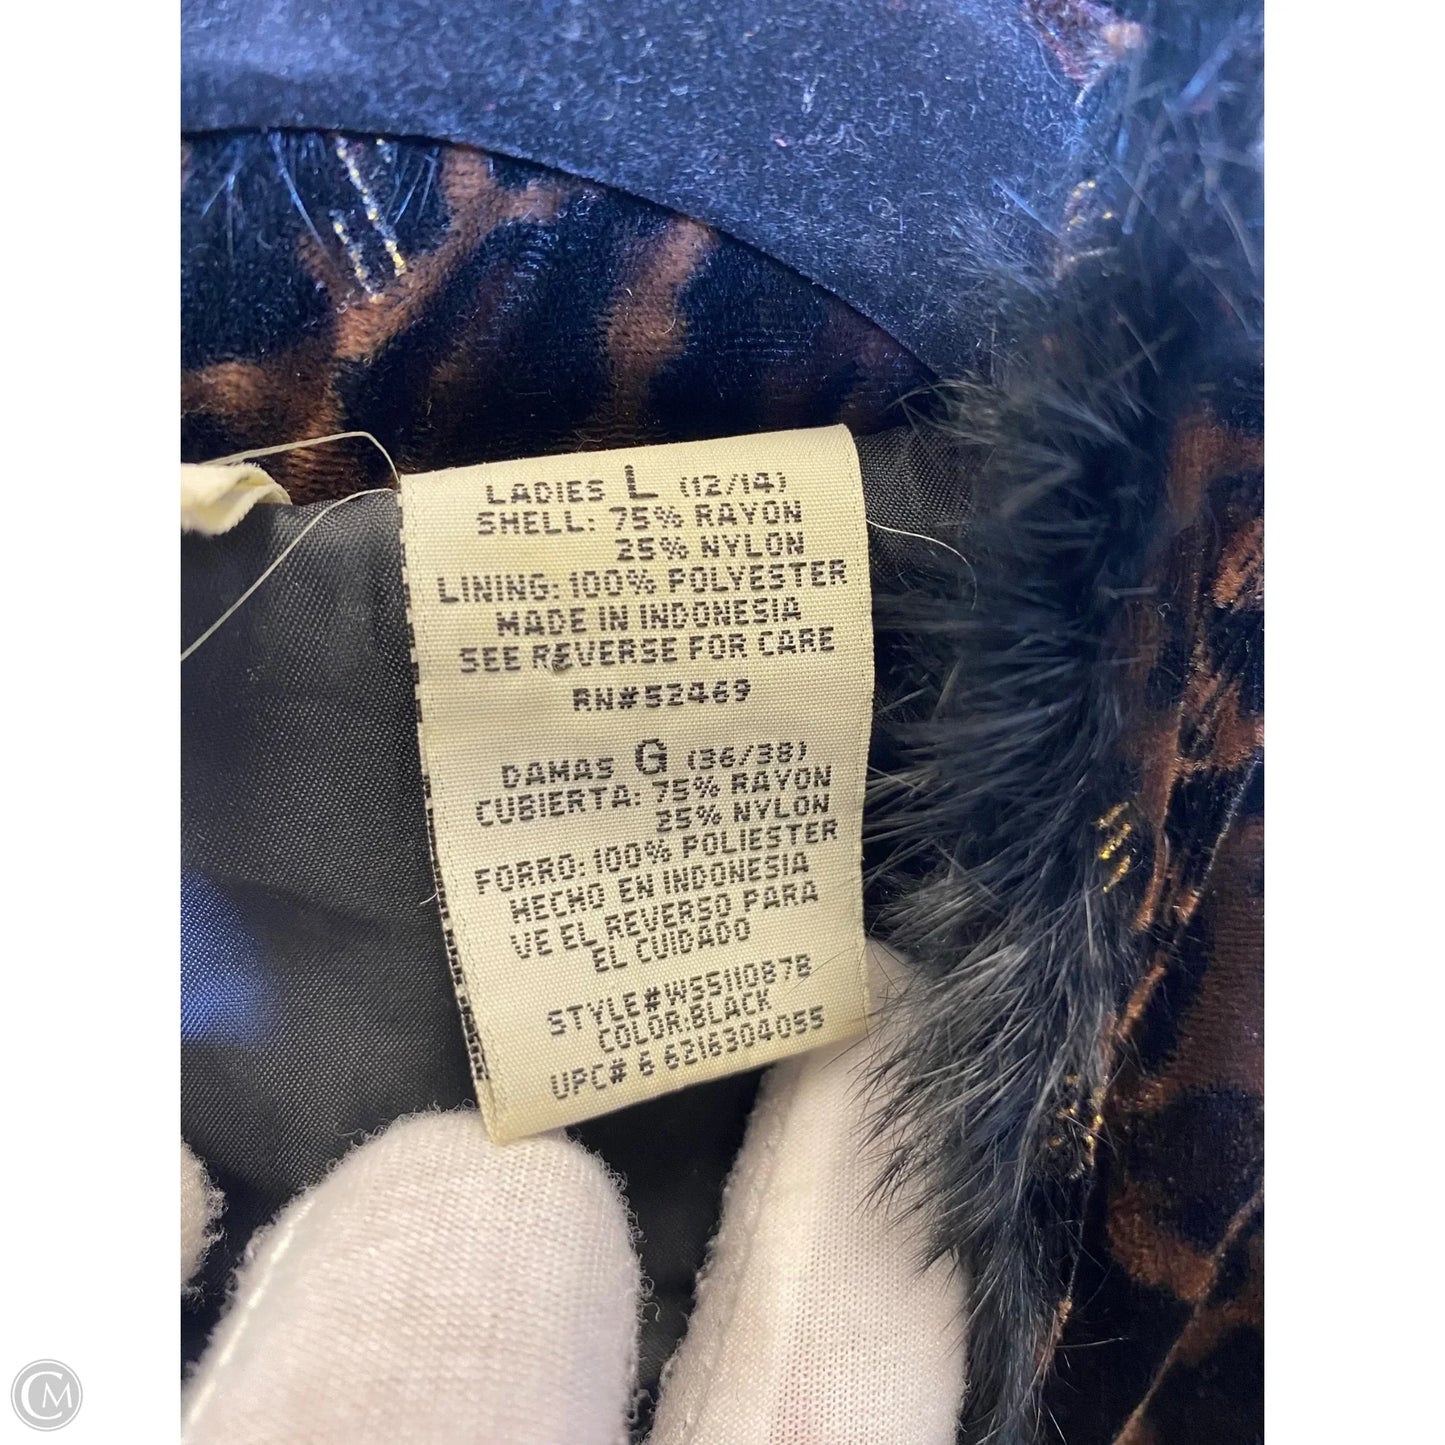 LADIES L (12/14)
SHELL: 75% RAYON
25% NYLON
LINING: 100% POLYESTER
MADE IN INDONESIA
SEE REVERSE FOR CARE
RN#52469
DAMAS G (36/38)
CUBIERTA: 75% RAYON
25% NYLON
FORRO: 100% POLIESTER
HECHO EN INDONESIA
VE EL REVERSO PARA
EL CUIDADO
STYLE#WS511087B
COLOR:BLACK
UPC# 6 6216304055
CM